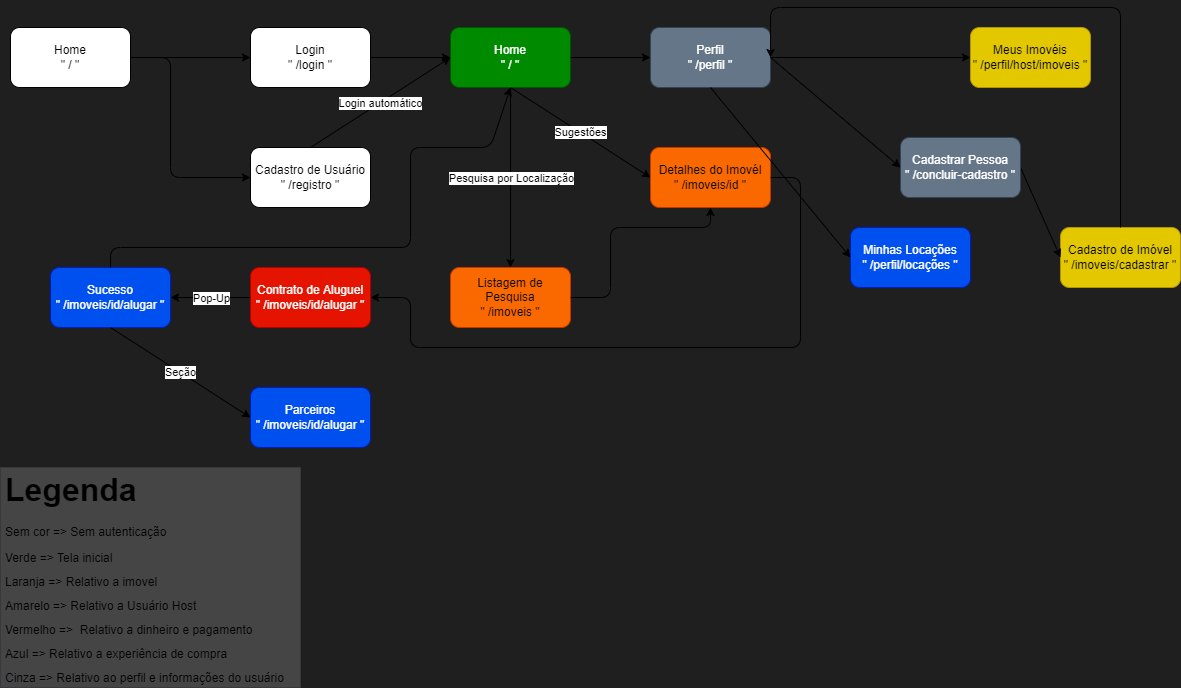 Home
" / "
Login
" /login "
Home
" / "
Perfil
" /perfil "
Meus Imovéis
" /perfil/host/imoveis "
Login automático
Sugestões
Cadastro de Usuário
" /registro "
Pesquisa por Localização
Detalhes do Imovél
" /imoveis/id "
Cadastrar Pessoa
" /concluir-cadastro "
Minhas Locações
" /perfil/locações "
Cadastro de Imóvel
" /imoveis/cadastrar "
Sucesso
" /imoveis/id/alugar "
Pop-Up
Contrato de Aluguel
" /imoveis/id/alugar "
Listagem de
Pesquisa
" /imoveis "
Seção
Parceiros
" /imoveis/id/alugar "
Legenda
Sem cor => Sem autenticação
Verde => Tela inicial
Laranja => Relativo a imovel
Amarelo => Relativo a Usuário Host
Vermelho =>  Relativo a dinheiro e pagamento
Azul => Relativo a experiência de compra
Cinza => Relativo ao perfil e informações do usuário